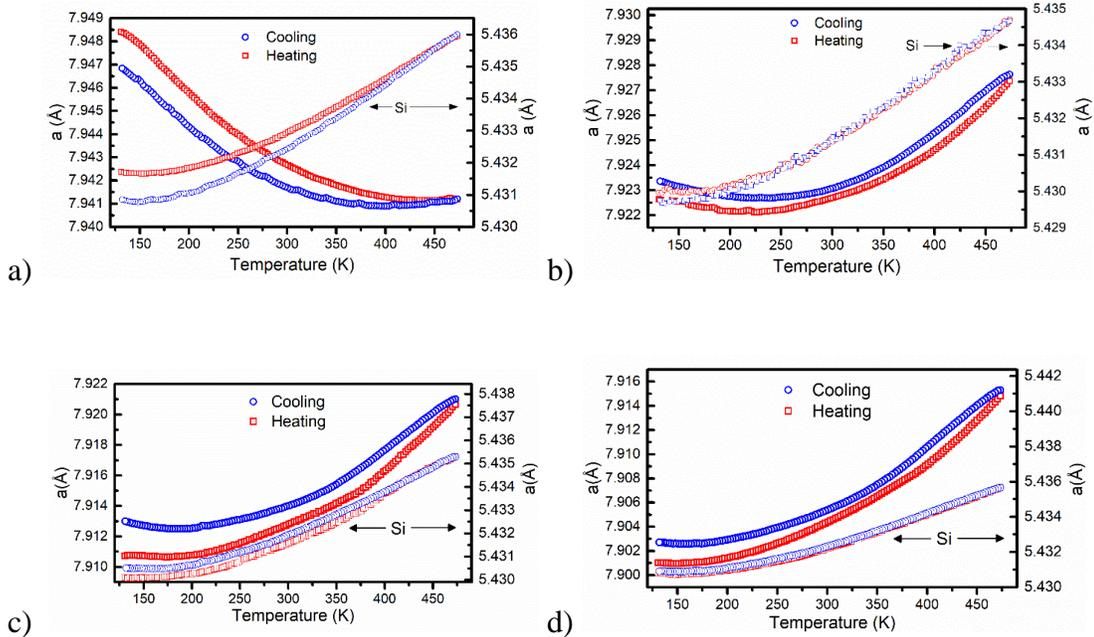 7.949
7.948
7.946
7.945
7.944
7.943
7.942
7.941
7.940
a (Å)
Cooling
Heating
Si
5.436
5.435
5.434
5.433
5.432
5.431
5.430
a (Å)
150 200 250 300 350 400 450
Temperature (K)
a)
7.930
7.929
7.928
7.926
7.925
7.924
7.923
7.922
a (Å)
Cooling
Heating
Si
5.435
5.434
5.433
5.432
5.431
5.430
5.429
a (Å)
150 200 250 300 350 400 450
Temperature (K)
b)
7.922
7.920
7.918
7.916
7.914
7.912
7.910
a(Å)
Cooling
Heating
Si
5.438
5.437
5.436
5.435
5.434
5.433
5.432
5.431
5.430
a(Å)
150 200 250 300 350 400 450
Temperature (K)
c)
7.916
7.914
7.912
7.910
7.908
7.906
7.904
7.902
7.900
a(Å)
Cooling
Heating
Si
5.442
5.440
5.438
5.436
5.434
5.432
5.430
a(Å)
150 200 250 300 350 400 450
Temperature (K)
d)